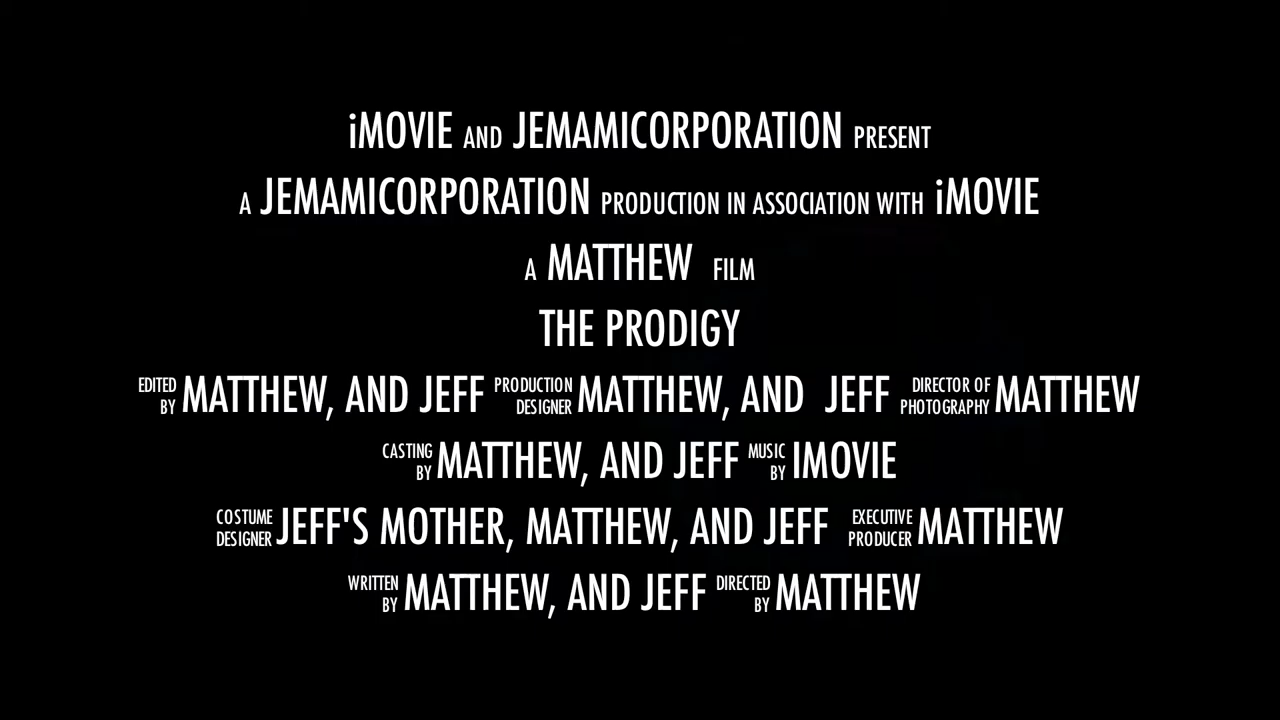 iMOVIE AND JEMAMICORPORATION PRESENT
A JEMAMICORPORATION PRODUCTION IN ASSOCIATION WITH iMOVIE
A MATTHEW FILM
THE PRODIGY
EDITED BY MATTHEW, AND JEFF PRODUCTION DESIGNER MATTHEW, AND JEFF DIRECTOR OF PHOTOGRAPHY MATTHEW
CASTING BY MATTHEW, AND JEFF MUSIC BY IMOVIE
COSTUME DESIGNER JEFF'S MOTHER, MATTHEW, AND JEFF EXECUTIVE PRODUCER MATTHEW
WRITTEN BY MATTHEW, AND JEFF DIRECTED BY MATTHEW